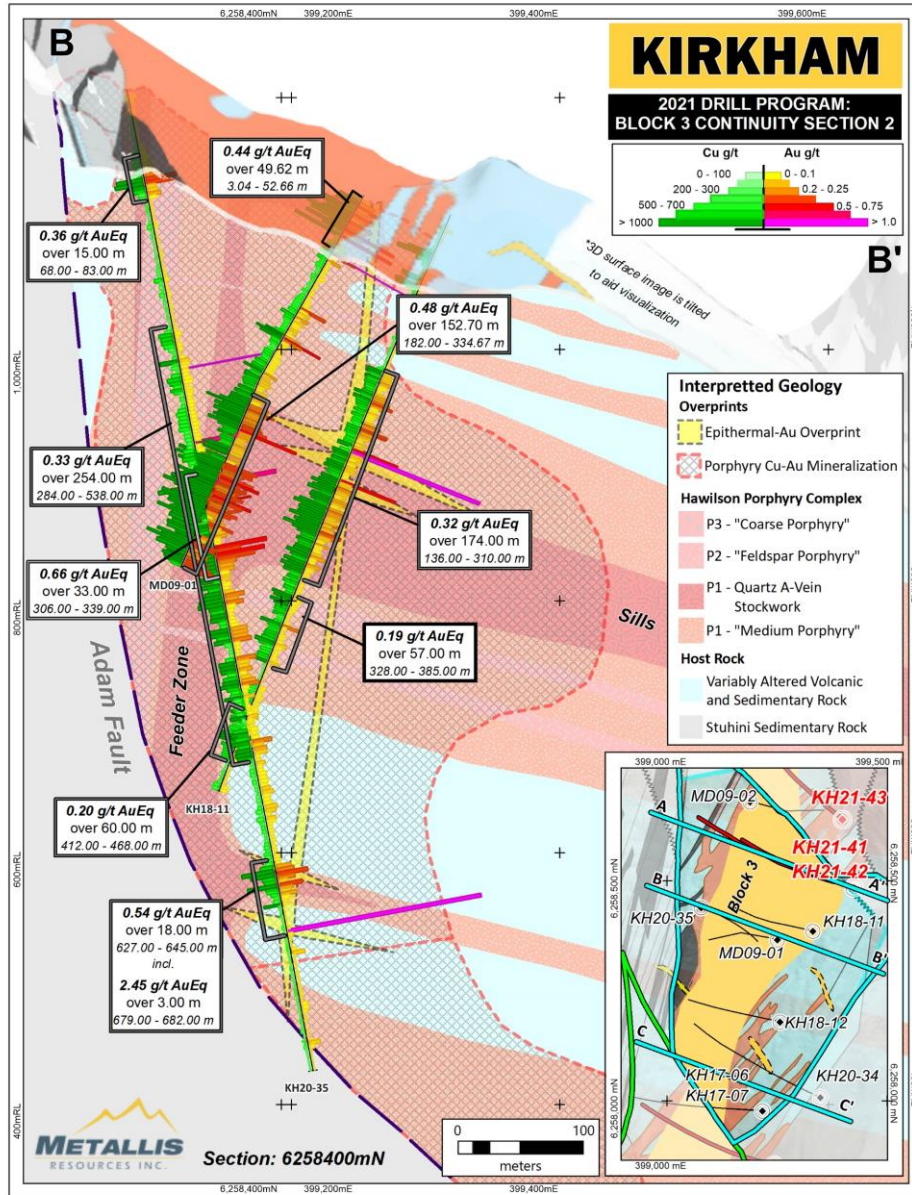 6,258,400mN 399,200mE 399,400mE 399,600mE
B
KIRKHAM
2021 DRILL PROGRAM:
BLOCK 3 CONTINUITY SECTION 2
Cu g/t Au g/t
0 - 100 0 - 0.1
200 - 300 0.2 - 0.25
500 - 700 0.5 - 0.75
> 1000 > 1.0
B'
*3D surface image is tilted
to aid visualization
0.44 g/t AuEq
over 49.62 m
3.04 - 52.66 m
0.36 g/t AuEq
over 15.00 m
68.00 - 83.00 m
0.48 g/t AuEq
over 152.70 m
182.00 - 334.67 m
1,000mRL
0.33 g/t AuEq
over 254.00 m
284.00 - 538.00 m
0.32 g/t AuEq
over 174.00 m
136.00 - 310.00 m
0.66 g/t AuEq
over 33.00 m
306.00 - 339.00 m
MD09-01
800mRL
0.19 g/t AuEq
over 57.00 m
328.00 - 385.00 m
Sills
Adam Fault
Feeder Zone
KH18-11
0.20 g/t AuEq
over 60.00 m
412.00 - 468.00 m
600mRL
0.54 g/t AuEq
over 18.00 m
627.00 - 645.00 m
incl.
2.45 g/t AuEq
over 3.00 m
679.00 - 682.00 m
KH20-35
400mRL
Interpretted Geology
Overprints
Epithermal-Au Overprint
Porphyry Cu-Au Mineralization
Hawilson Porphyry Complex
P3 - "Coarse Porphyry"
P2 - "Feldspar Porphyry"
P1 - Quartz A-Vein
Stockwork
P1 - "Medium Porphyry"
Host Rock
Variably Altered Volcanic
and Sedimentary Rock
Stuhini Sedimentary Rock
399,000 mE 399,500 mE
MD09-02
KH21-43
A
KH21-41
KH21-42
A'
B
Block 3
6,258,500 mN
6,258,500 mN
KH20-35
KH18-11
MD09-01
B'
KH18-12
C
KH17-06
KH20-34
KH17-07
C'
6,258,000 mN
6,258,000 mN
399,000 mE
METALLIS
RESOURCES INC.
Section: 6258400mN
0 100
meters
6,258,400mN 399,200mE 399,400mE